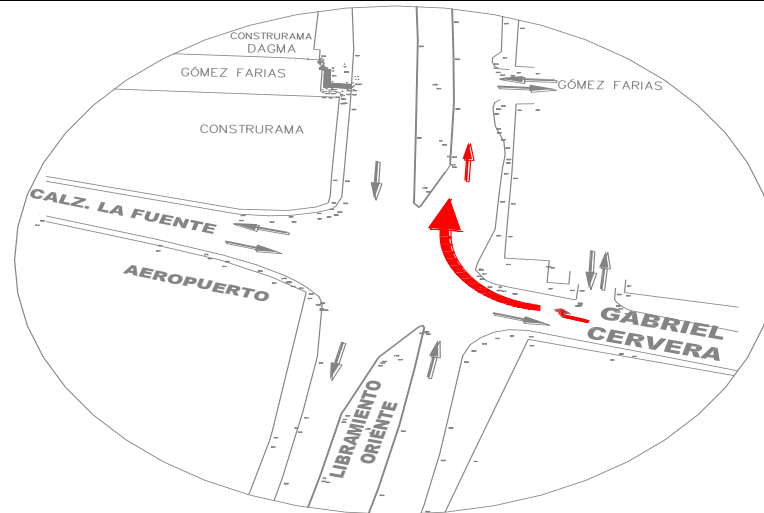 CONSTRURAMA
DAGMA
GÓMEZ FARIAS
GÓMEZ FARIAS
CONSTRURAMA
CALZ. LA FUENTE
AEROPUERTO
GABRIEL
CERVERA
LIBRAMIENTO
ORIENTE